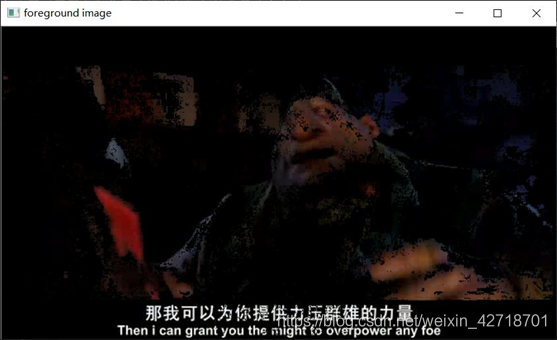 foreground image
那我可以为你提供力压群雄的力量
Then i can grant you the might to overpower any foe
https://blog.csdn.net/weixin_42718701